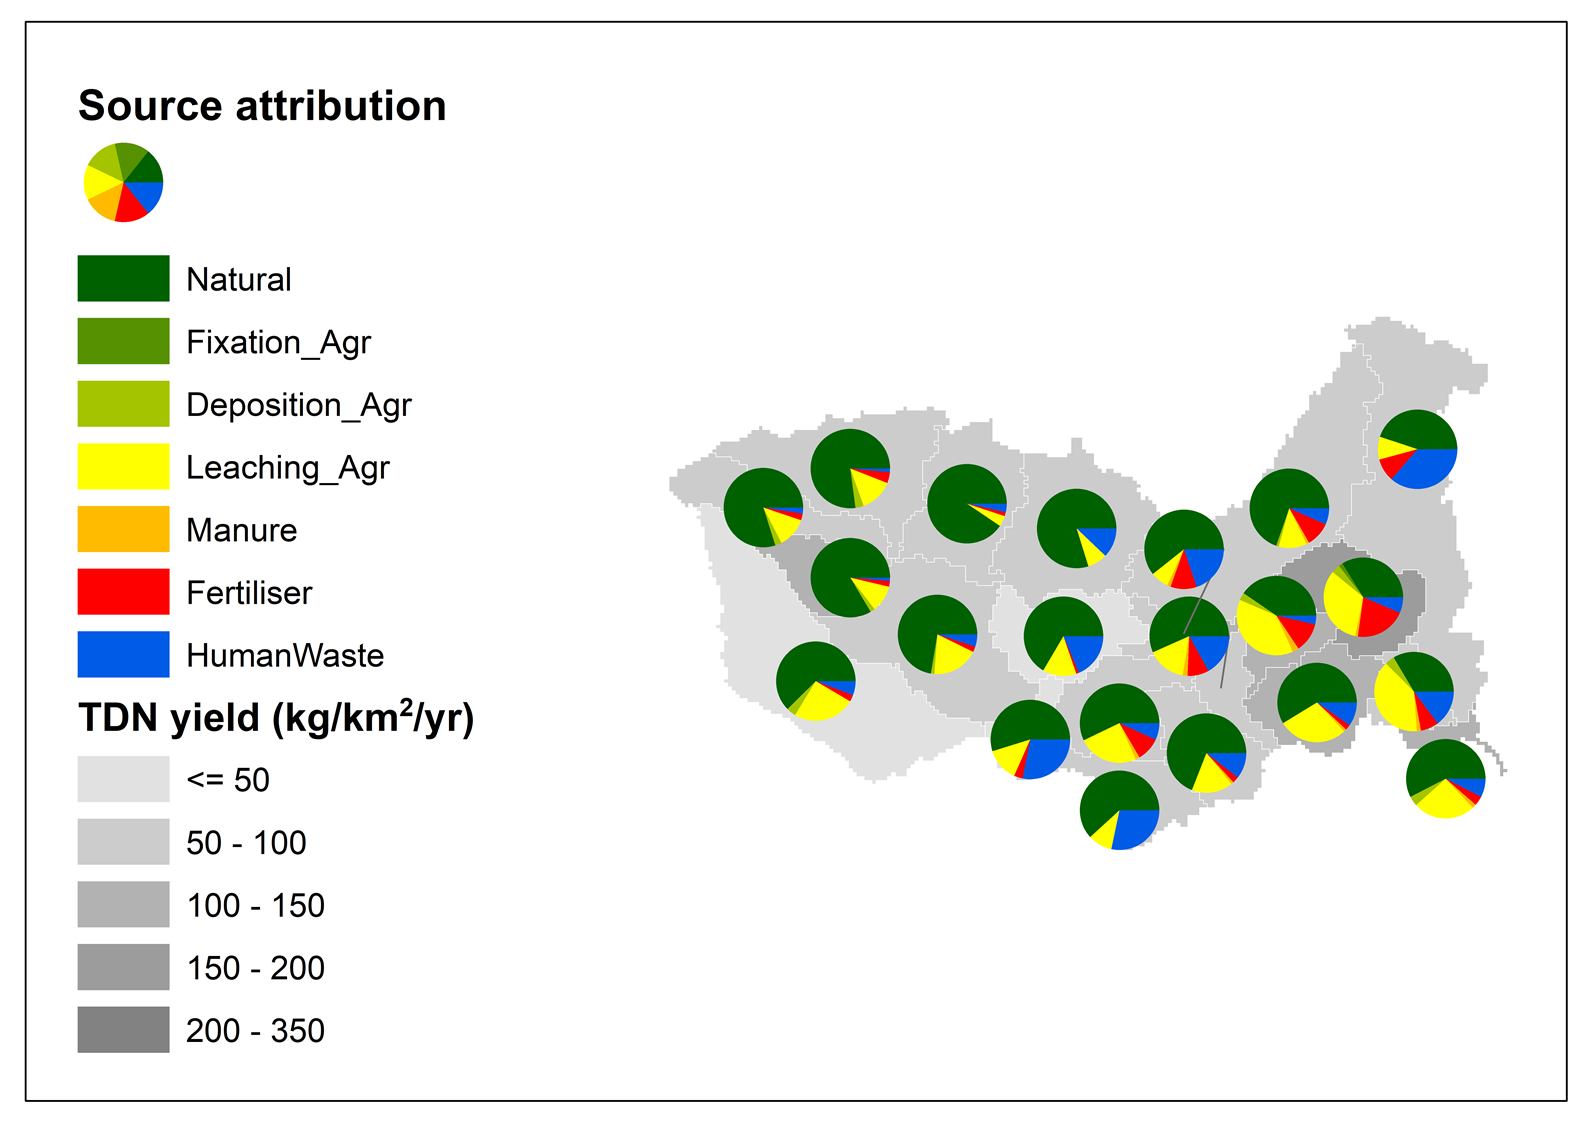 Source attribution
Natural
Fixation_Agr
Deposition_Agr
Leaching_Agr
Manure
Fertiliser
HumanWaste
TDN yield (kg/km²/yr)
<= 50
50 - 100
100 - 150
150 - 200
200 - 350